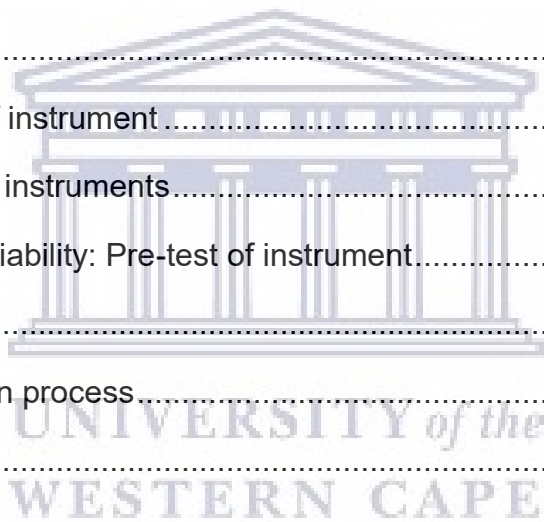 ....................................................
instrument ....................................................
instruments....................................................
iability: Pre-test of instrument..................
....................................................
n process....................................................
UNIVERSITY of the
....................................................
WESTERN CAPE